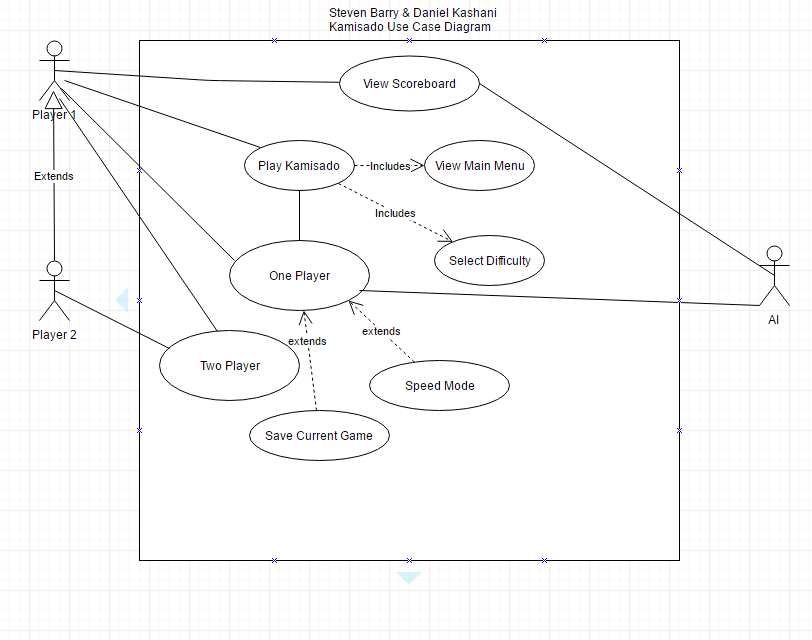 Steven Barry & Daniel Kashani
Kamisado Use Case Diagram
View Scoreboard
Player 1
Play Kamisado
Includes
View Main Menu
Extends
Includes
Select Difficulty
One Player
AI
Player 2
extends
extends
Two Player
Speed Mode
Save Current Game